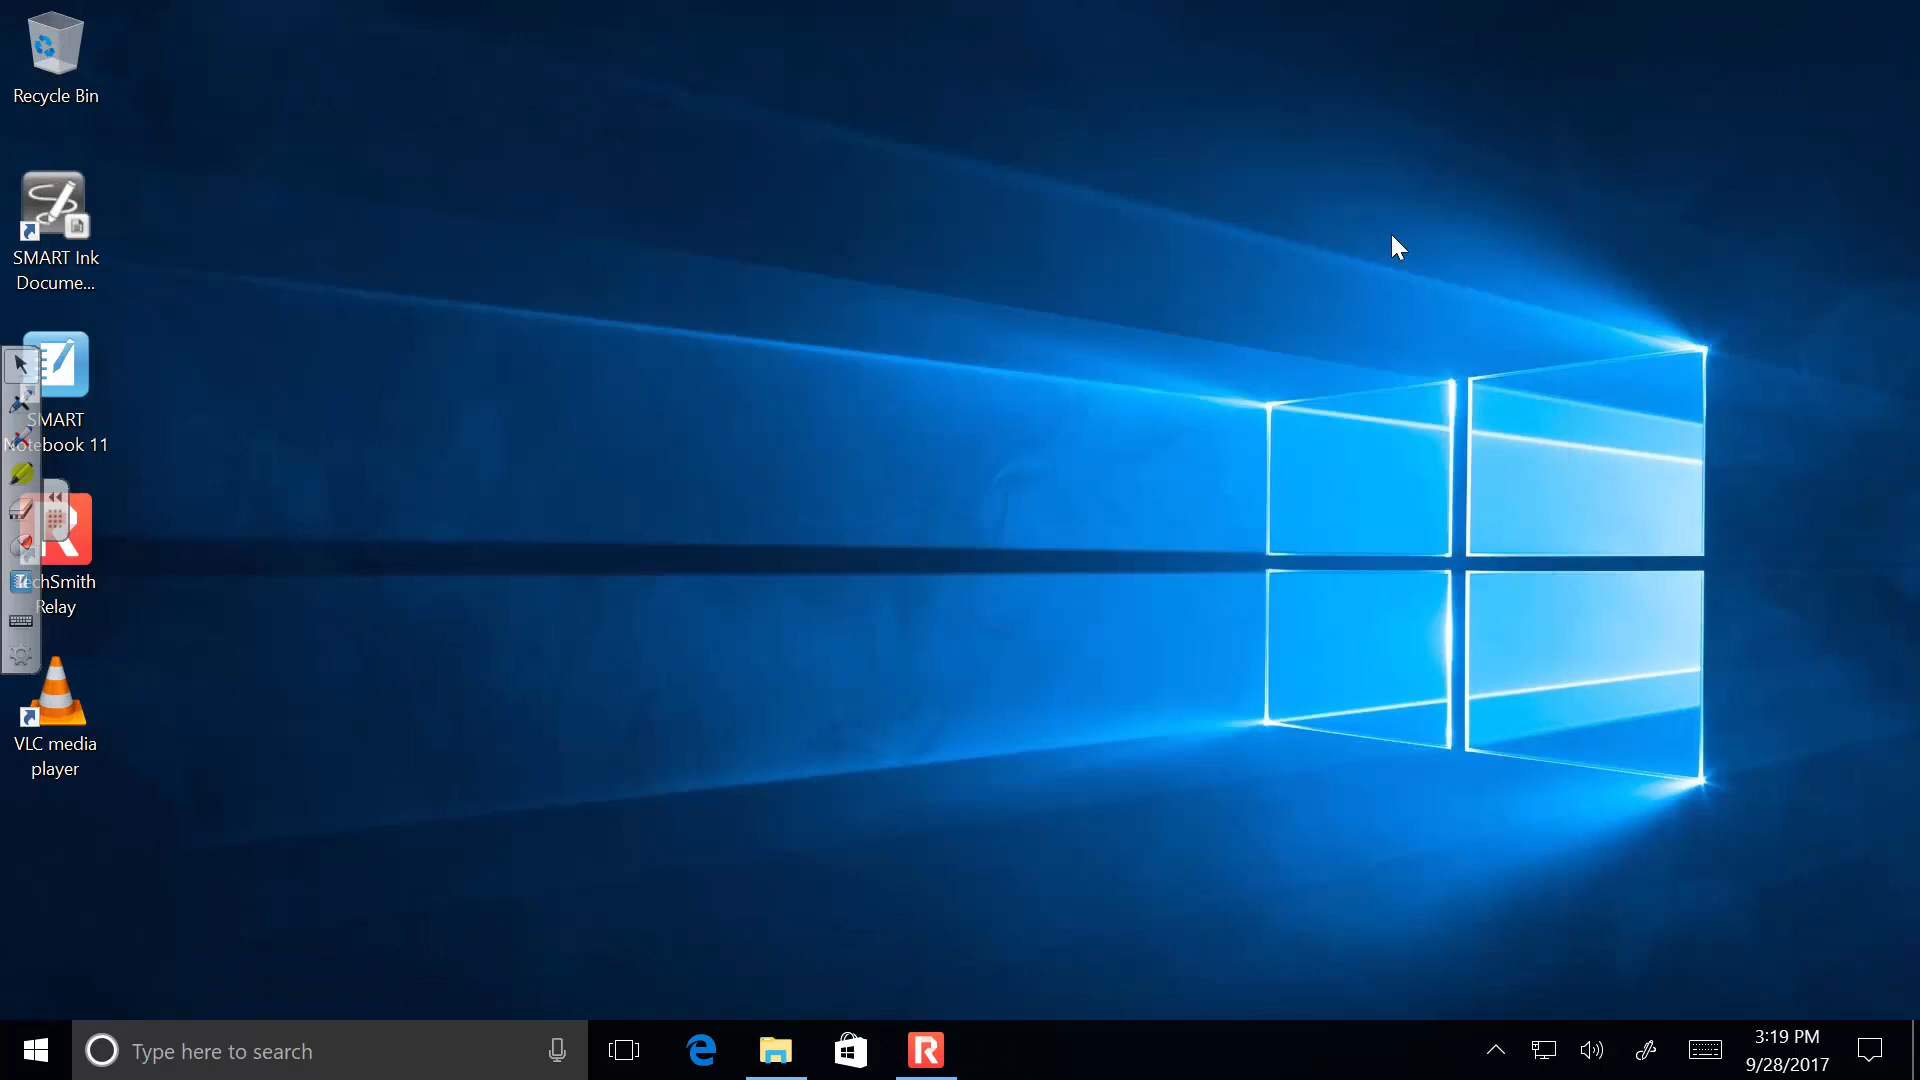 Recycle Bin
SMART Ink
Docume...
SMART
Notebook 11
TechSmith
Relay
VLC media
player
Type here to search
3:19 PM
9/28/2017